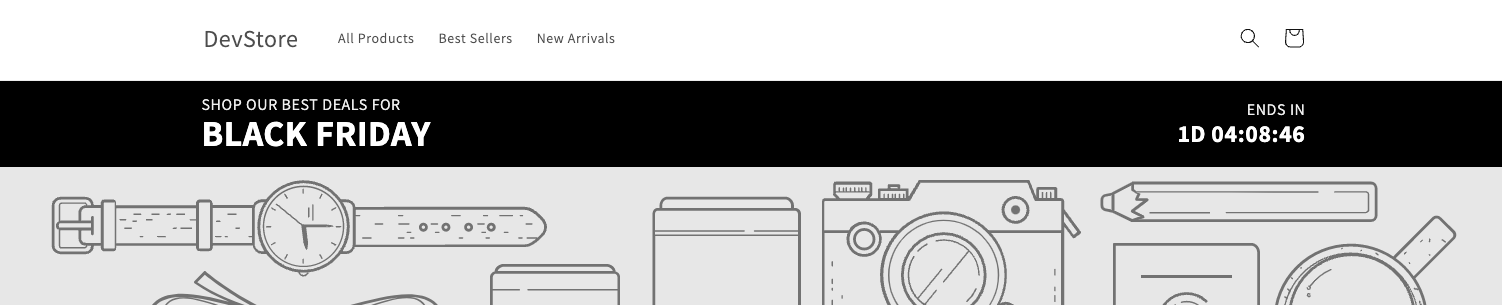 DevStore
All Products Best Sellers New Arrivals
SHOP OUR BEST DEALS FOR
BLACK FRIDAY
ENDS IN
1D 04:08:46